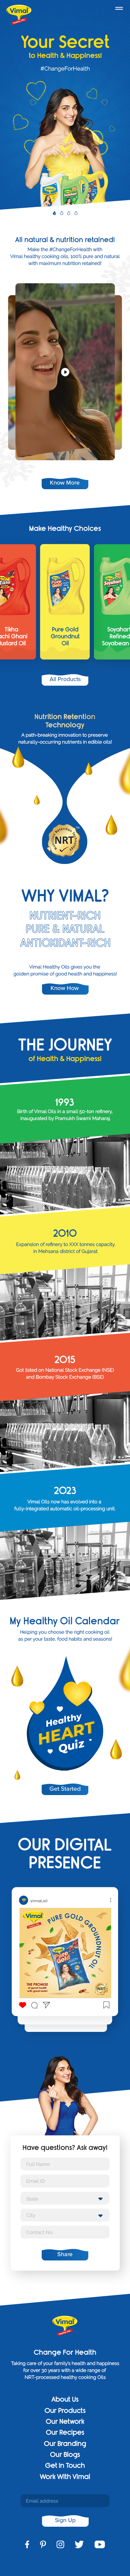 Vimal
Your Secret
to Health & Happiness!
#ChangeForHealth
All natural & nutrition retained!
Make the #ChangeForHealth with
Vimal healthy cooking oils, 100% pure and natural
with maximum nutrition retained!
Know More
Make Healthy Choices
Tikha
achi Ghani
ustard Oil
Pure Gold
Groundnut
Oil
Soyahar
Refined
Soyabean
All Products
Nutrition Retention
Technology
A path-breaking innovation to preserve
naturally-occurring nutrients in edible oils!
NRT
WHY VIMAL?
NUTRIENT-RICH
PURE & NATURAL
ANTIOXIDANT-RICH
Vimal Healthy Oils gives you the
golden promise of good health and happiness!
Know How
THE JOURNEY
of Health & Happiness!
1993
Birth of Vimal Oils in a small 50-ton refinery,
inaugurated by Pramukh Swami Maharaj.
2010
Expansion of refinery to XXX tonnes capacity
in Mehsana district of Gujarat.
2015
Got listed on National Stock Exchange (NSE)
and Bombay Stock Exchange (BSE)
2023
Vimal Oils now has evolved into a
fully-integrated automatic oil-processing unit.
My Healthy Oil Calendar
Helping you choose the right cooking oil
as per your taste, food habits and seasons!
Healthy
HEART
Quiz
Get Started
OUR DIGITAL
PRESENCE
vimmal.oil
Vimal
PURE GOLD GROUNDNUT OIL
NRT
Have questions? Ask away!
Full Name
Email ID
State
City
Contact No.
Share
Vimal
Change For Health
Taking care of your family's health and happiness
for over 30 years with a wide range of
NRT-processed healthy cooking Oils
About Us
Our Products
Our Network
Our Recipes
Our Branding
Our Blogs
Get In Touch
Work With Vimal
Email address
Sign Up